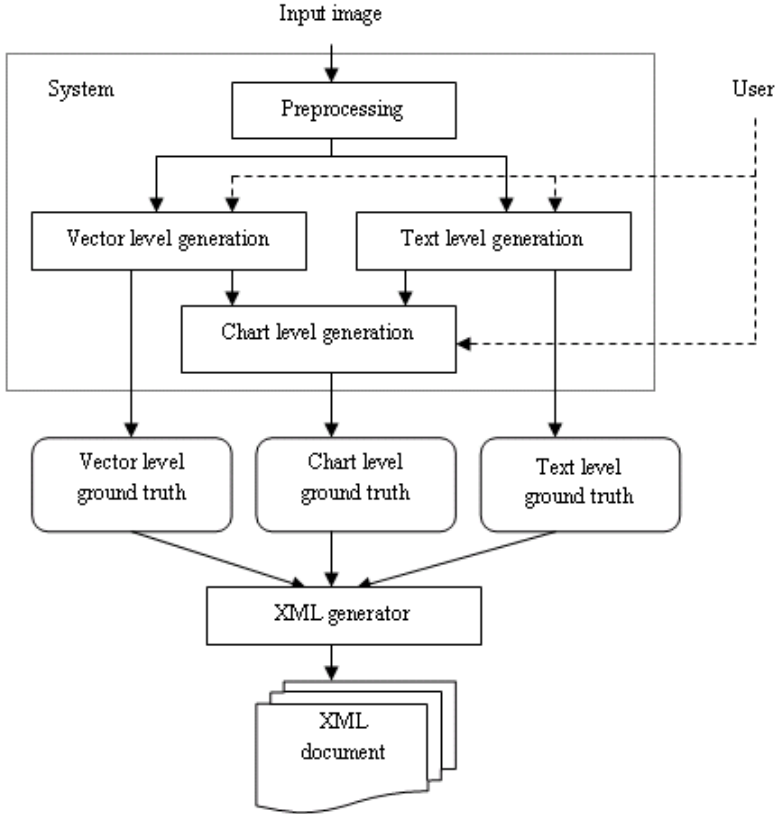 Input image
System
User
Preprocessing
Vector level generation
Text level generation
Chart level generation
Vector level
ground truth
Chart level
ground truth
Text level
ground truth
XML generator
XML
document